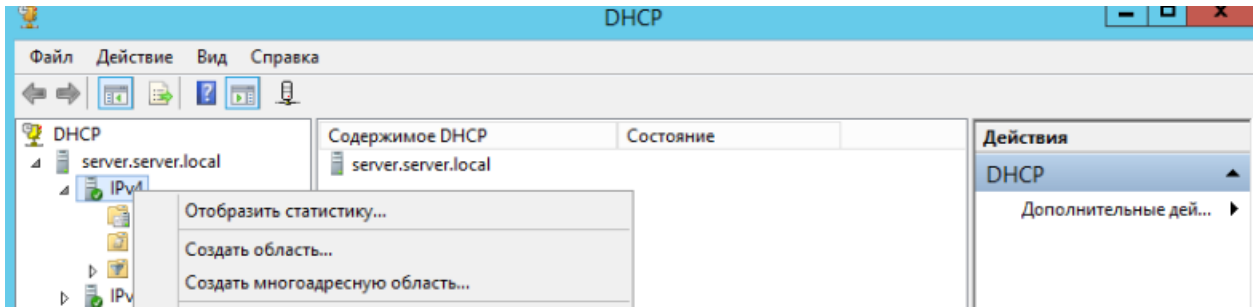 DHCP
Файл Действие Вид Справка
DHCP
server.server.local
IPv4
IPv
Содержимое DHCP Состояние
server.server.local
Отобразить статистику...
Создать область...
Создать многоадресную область...
Действия
DHCP
Дополнительные дей...